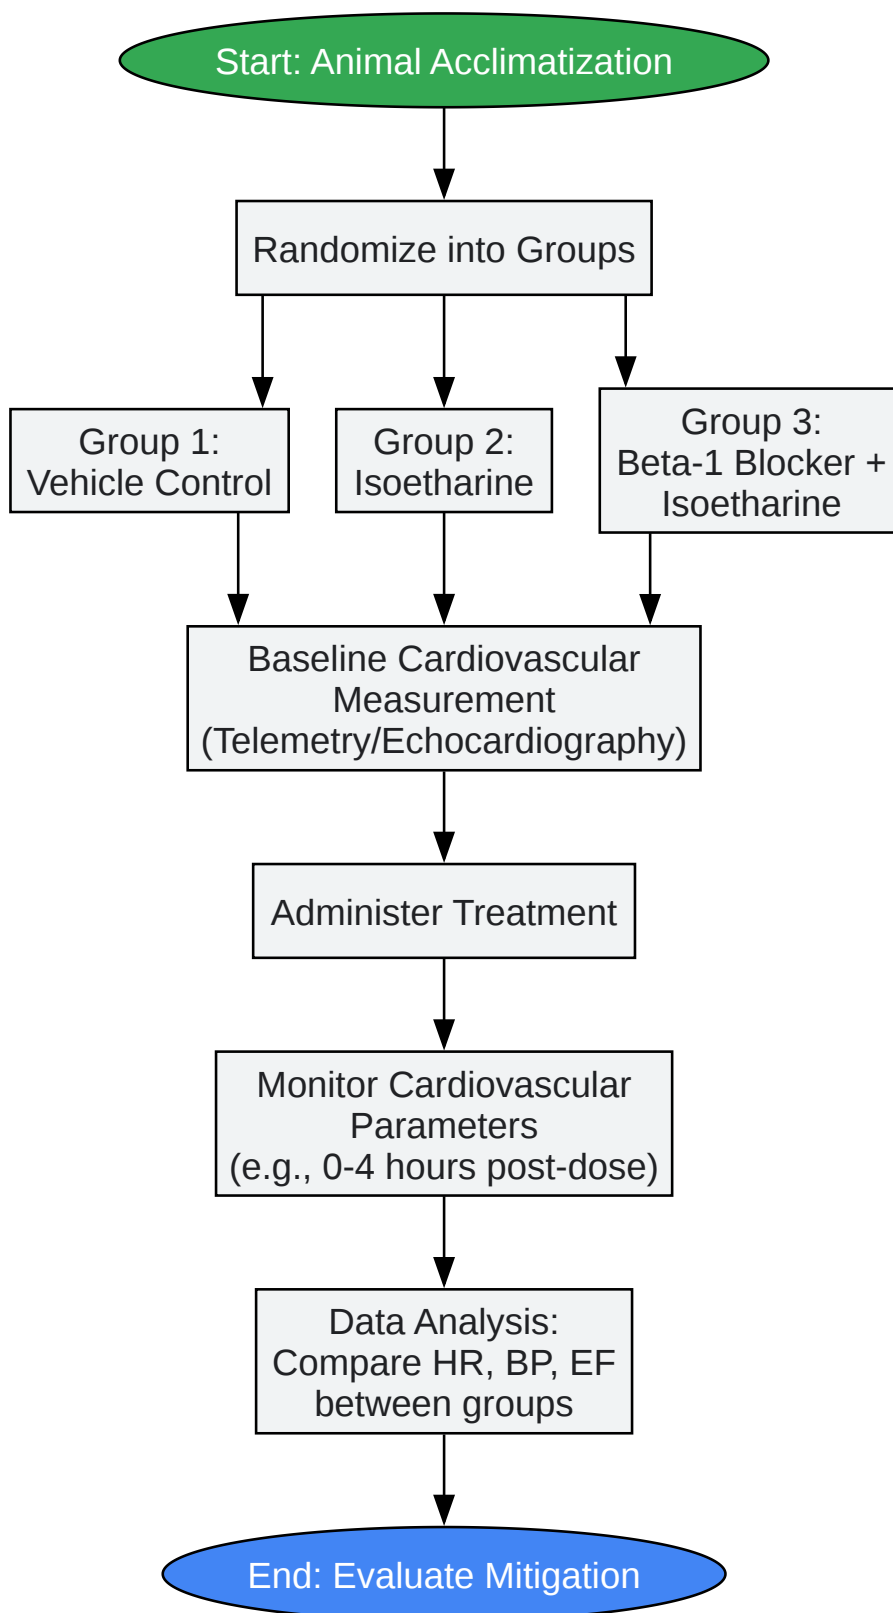 Start: Animal Acclimatization
Randomize into Groups
Group 1:
Vehicle Control
Group 2:
Isoetharine
Group 3:
Beta-1 Blocker +
Isoetharine
Baseline Cardiovascular
Measurement
(Telemetry/Echocardiography)
Administer Treatment
Monitor Cardiovascular
Parameters
(e.g., 0-4 hours post-dose)
Data Analysis:
Compare HR, BP, EF
between groups
End: Evaluate Mitigation